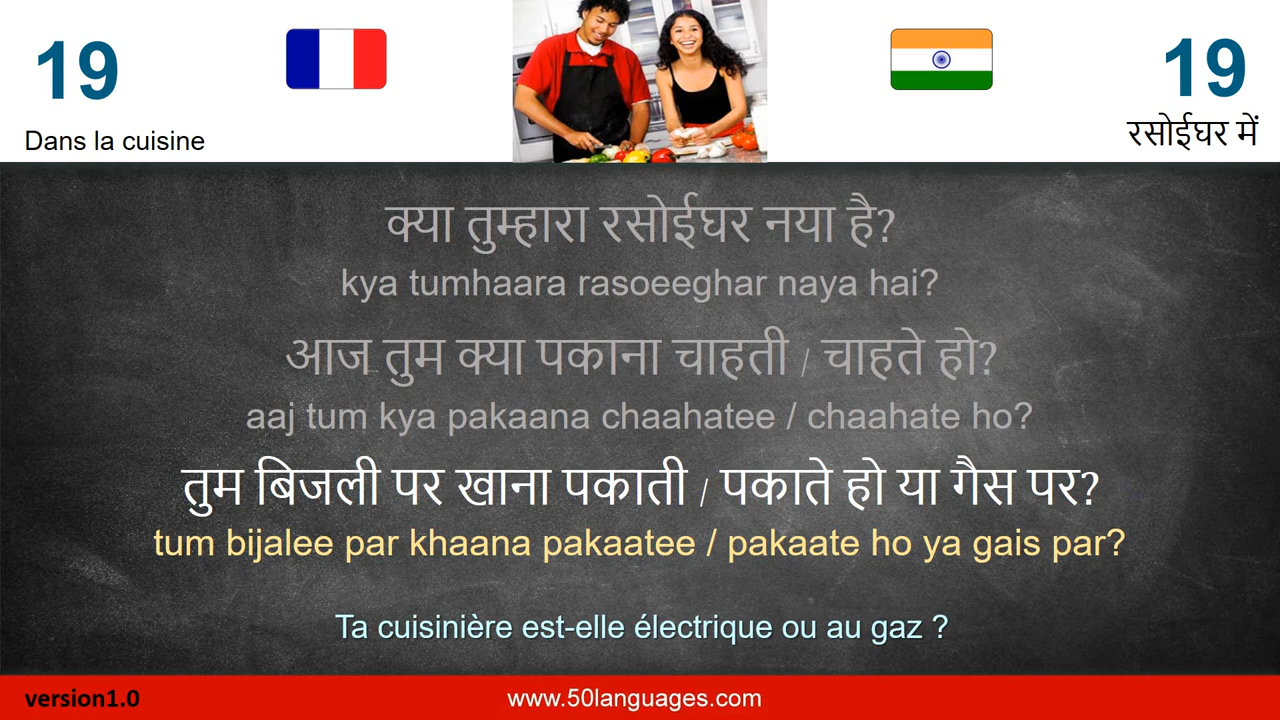 19
19
Dans la cuisine
रसोईघर में
क्या तुम्हारा रसोईघर नया है?
kya tumhaara rasoeeghar naya hai?
आज तुम क्या पकाना चाहती / चाहते हो?
aaj tum kya pakaana chaahatee / chaahate ho?
तुम बिजली पर खाना पकाती / पकाते हो या गैस पर?
tum bijalee par khaana pakaatee / pakaate ho ya gais par?
Ta cuisinière est-elle électrique ou au gaz ?
version1.0
www.50languages.com